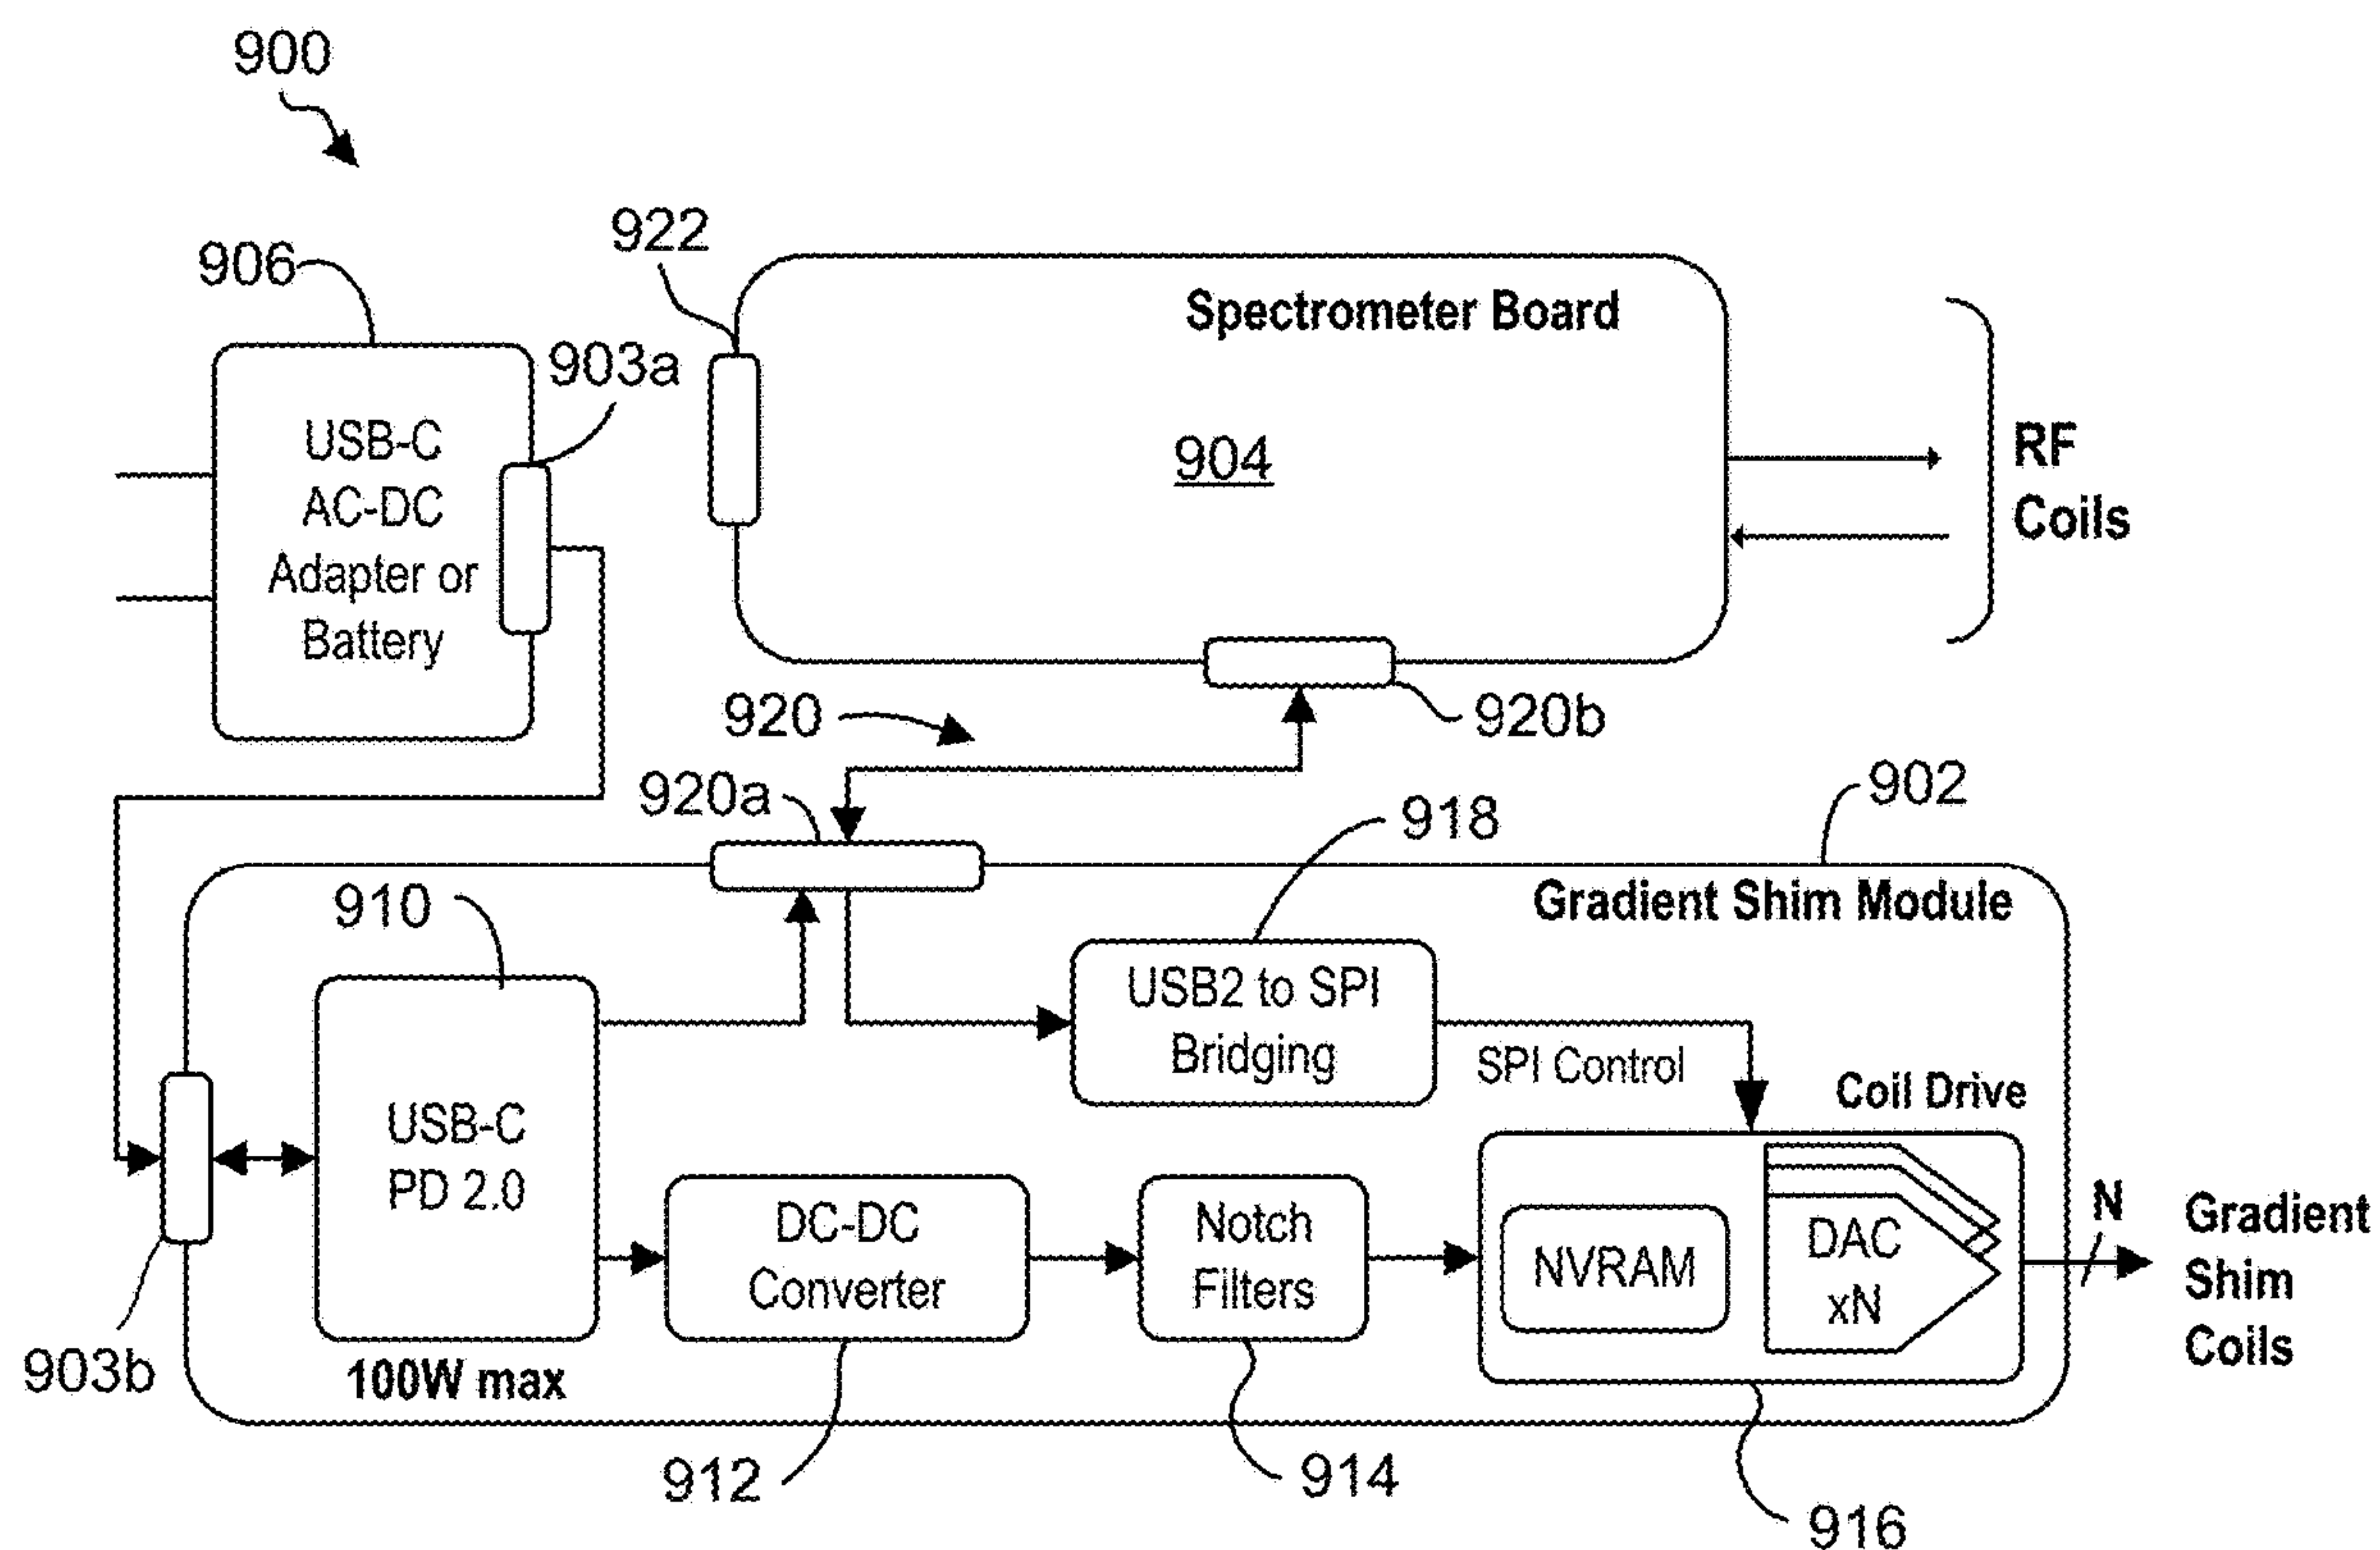 900
922
906
903a
USB-C
AC-DC
Adapter or
Battery
Spectrometer Board
904
RF
Coils
920
920b
920a
918
902
910
Gradient Shim Module
USB2 to SPI
Bridging
SPI Control
USB-C
PD 2.0
100W max
DC-DC
Converter
Notch
Filters
Coil Drive
NVRAM
DAC
xN
N
Gradient
Shim
Coils
903b
912
914
916